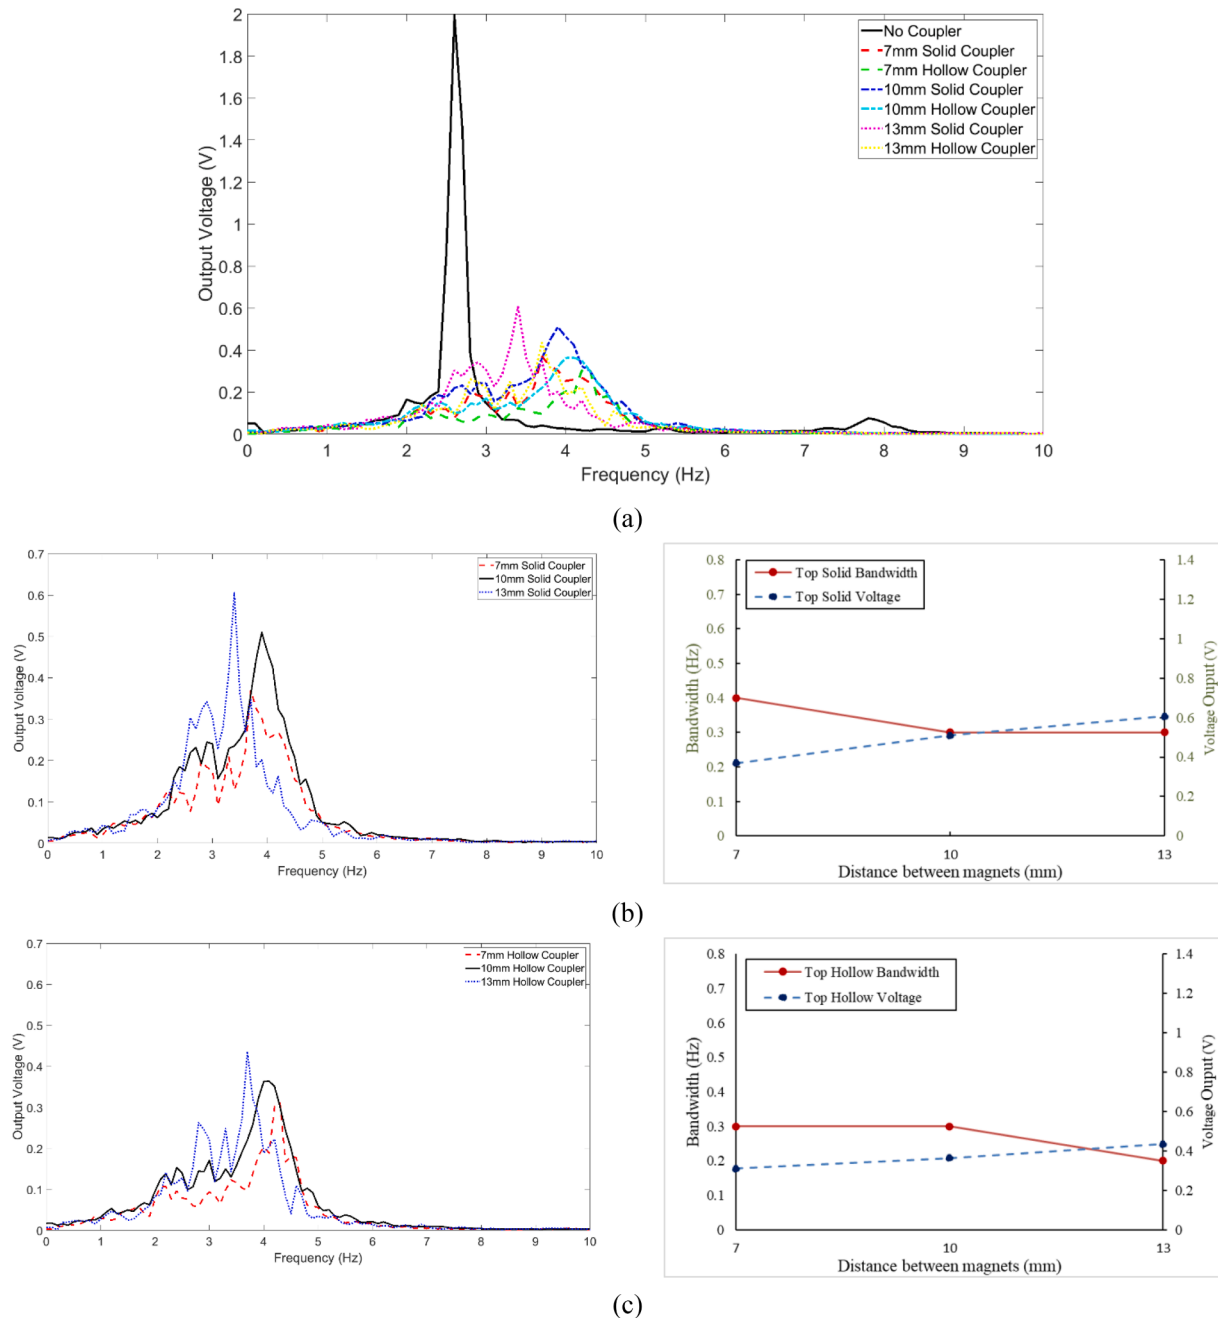 2
1.8
1.6
1.4
1.2
1
0.8
0.6
0.4
0.2
0
Output Voltage (V)
No Coupler
7mm Solid Coupler
7mm Hollow Coupler
10mm Solid Coupler
10mm Hollow Coupler
13mm Solid Coupler
13mm Hollow Coupler
0 1 2 3 4 5 6 7 8 9 10
Frequency (Hz)
(a)
0.7
0.6
0.5
0.4
0.3
0.2
0.1
0
Output Voltage (V)
7mm Solid Coupler
10mm Solid Coupler
13mm Solid Coupler
0 1 2 3 4 5 6 7 8 9 10
Frequency (Hz)
0.8
0.7
0.6
0.5
0.4
0.3
0.2
0.1
0
Bandwidth (Hz)
Top Solid Bandwidth
Top Solid Voltage
1.4
1.2
1
0.8
0.6
0.4
0.2
0
Voltage Ouput (V)
7 10 13
Distance between magnets (mm)
(b)
0.7
0.6
0.5
0.4
0.3
0.2
0.1
0
Output Voltage (V)
7mm Hollow Coupler
10mm Hollow Coupler
13mm Hollow Coupler
0 1 2 3 4 5 6 7 8 9 10
Frequency (Hz)
0.8
0.7
0.6
0.5
0.4
0.3
0.2
0.1
0
Bandwidth (Hz)
Top Hollow Bandwidth
Top Hollow Voltage
1.4
1.2
1
0.8
0.6
0.4
0.2
0
Voltage Ouput (V)
7 10 13
Distance between magnets (mm)
(c)